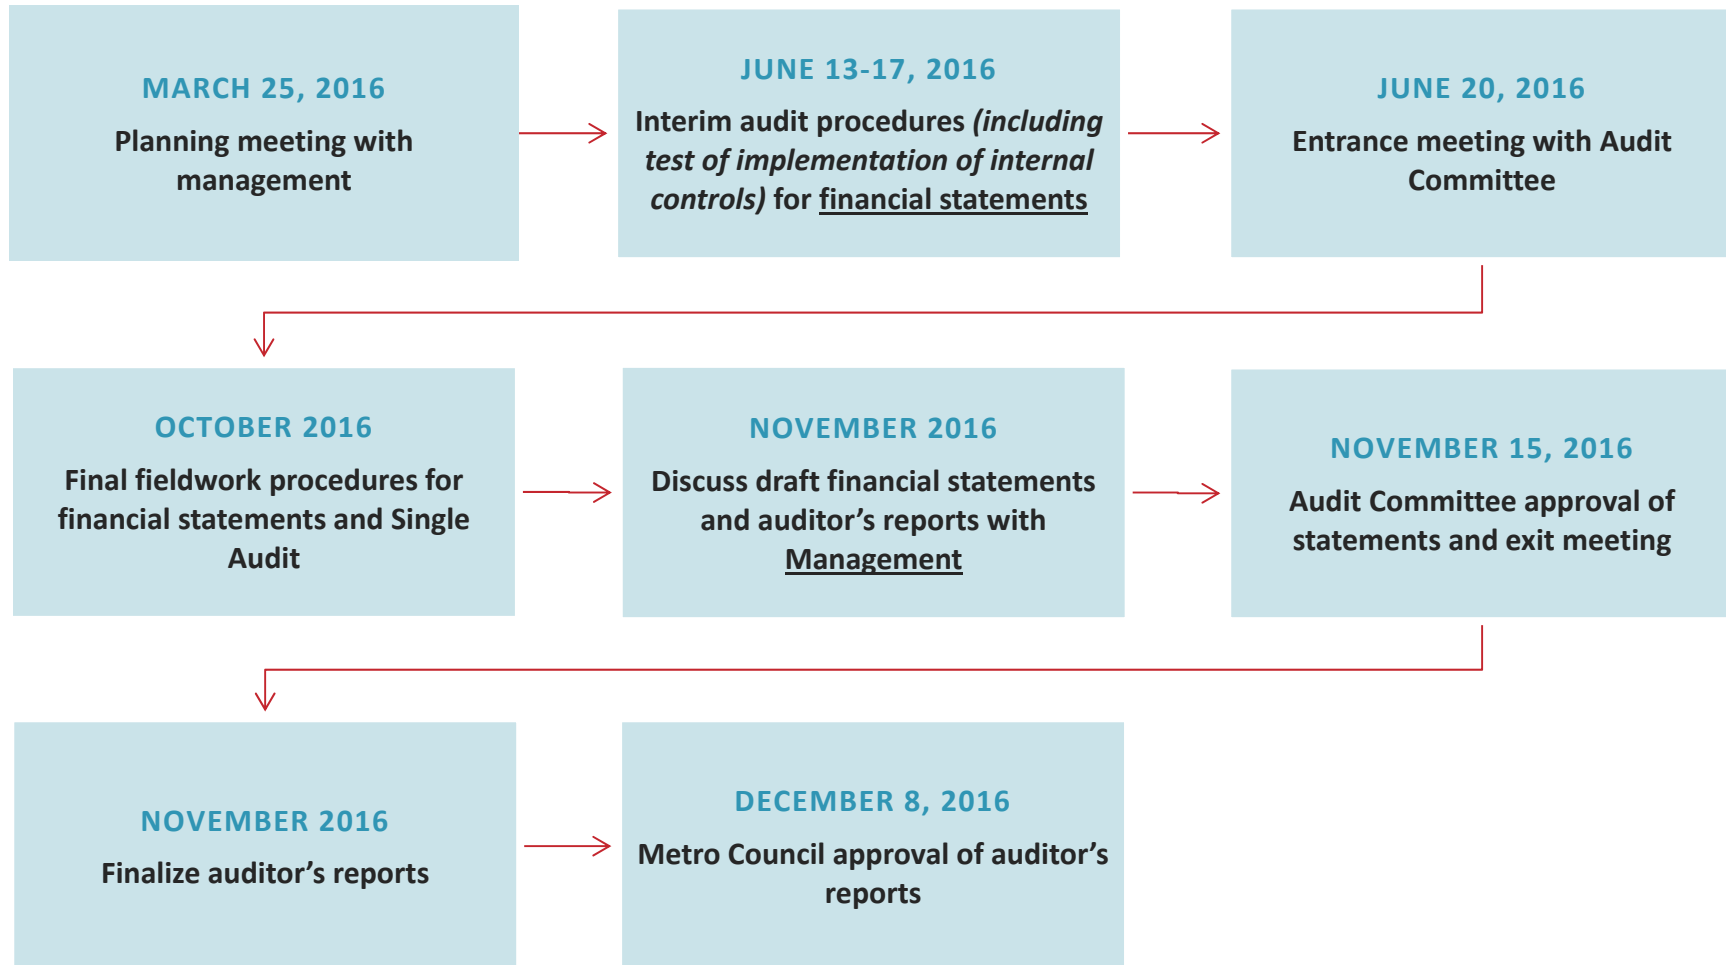 MARCH 25, 2016
Planning meeting with
management
JUNE 13-17, 2016
Interim audit procedures (including
test of implementation of internal
controls) for financial statements
JUNE 20, 2016
Entrance meeting with Audit
Committee
OCTOBER 2016
Final fieldwork procedures for
financial statements and Single
Audit
NOVEMBER 2016
Discuss draft financial statements
and auditor’s reports with
Management
NOVEMBER 15, 2016
Audit Committee approval of
statements and exit meeting
NOVEMBER 2016
Finalize auditor’s reports
DECEMBER 8, 2016
Metro Council approval of auditor’s
reports